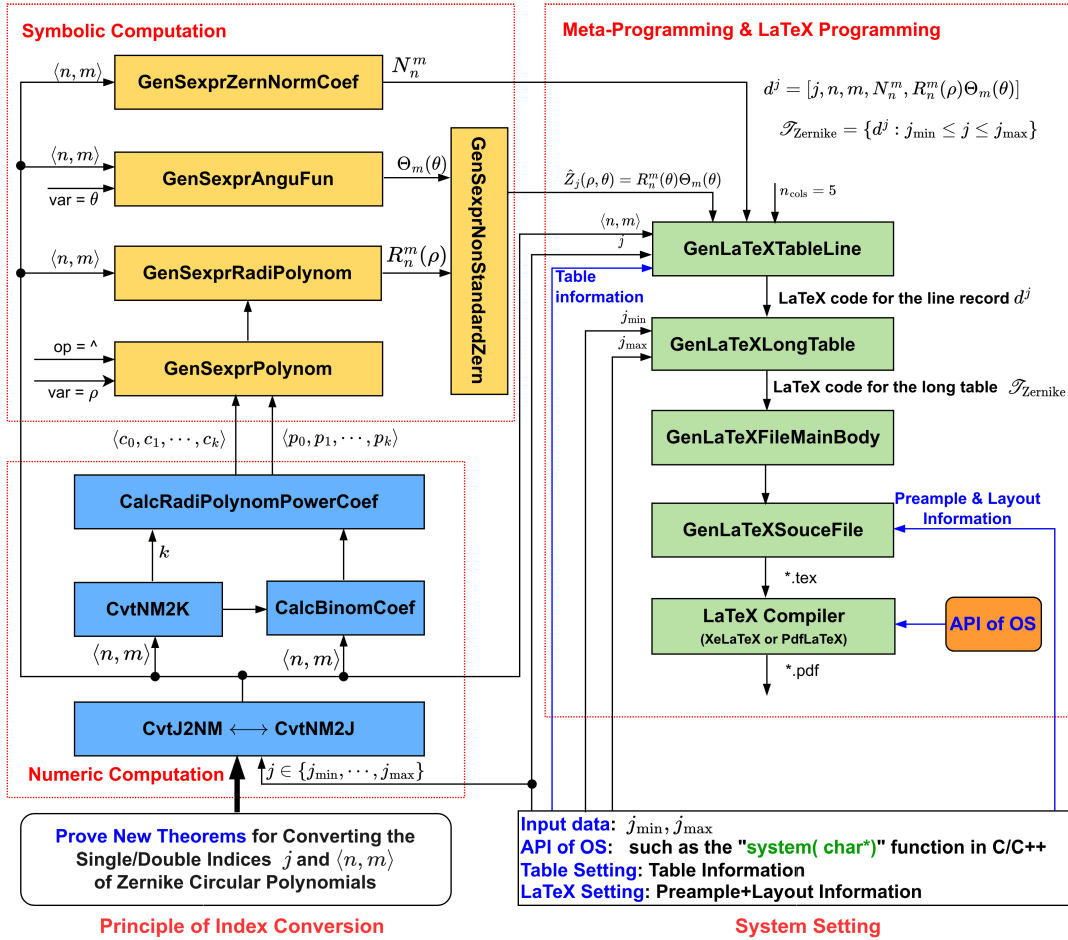 Symbolic Computation
⟨n, m⟩
GenSexprZernNormCoef
N_n^m
⟨n, m⟩
var = θ
GenSexprAnguFun
Θ_m(θ)
⟨n, m⟩
GenSexprRadiPolynom
R_n^m(ρ)
GenSexprNonStandardZern
op = ^
var = ρ
GenSexprPolynom
⟨c_0, c_1, ⋯, c_k⟩
⟨p_0, p_1, ⋯, p_k⟩
CalcRadiPolynomPowerCoef
k
CvtNM2K
CalcBinomCoef
⟨n, m⟩
⟨n, m⟩
CvtJ2NM ⟷ CvtNM2J
Numeric Computation
j ∈ {j_min, ⋯, j_max}
Prove New Theorems for Converting the
Single/Double Indices j and ⟨n, m⟩
of Zernike Circular Polynomials
Principle of Index Conversion
Meta-Programming & LaTeX Programming
d^j = [j, n, m, N_n^m, R_n^m(ρ)Θ_m(θ)]
𝒯_Zernike = {d^j : j_min ≤ j ≤ j_max}
Ẑ_j(ρ, θ) = R_n^m(θ)Θ_m(θ)
n_cols = 5
⟨n, m⟩
j
GenLaTeXTableLine
Table
information
LaTeX code for the line record d^j
j_min
j_max
GenLaTeXLongTable
LaTeX code for the long table 𝒯_Zernike
GenLaTeXFileMainBody
Preample & Layout
Information
GenLaTeXSouceFile
*.tex
LaTeX Compiler
(XeLaTeX or PdfLaTeX)
API of OS
*.pdf
Input data: j_min, j_max
API of OS: such as the "system( char*)" function in C/C++
Table Setting: Table Information
LaTeX Setting: Preample+Layout Information
System Setting